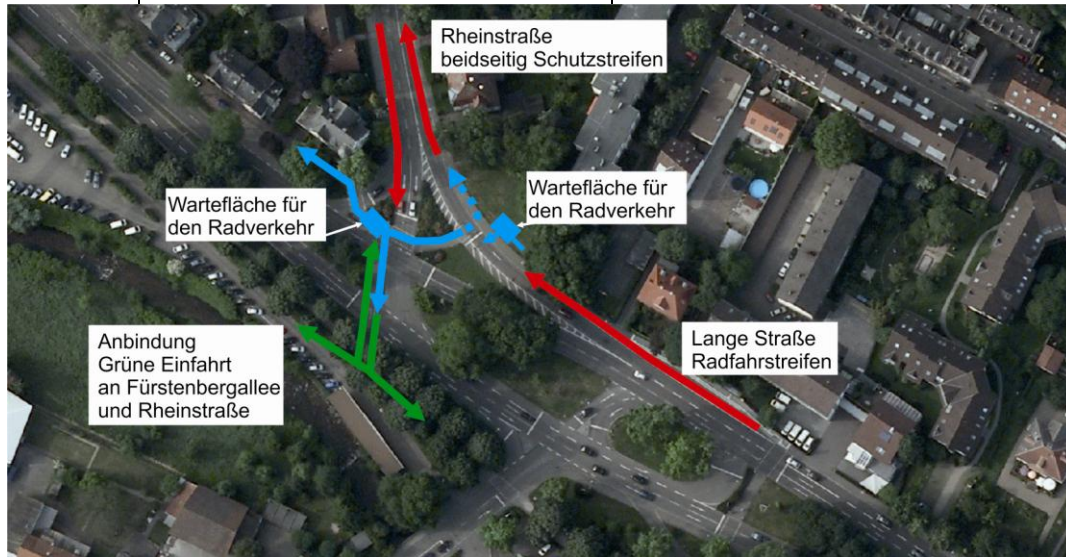 Rheinstraße
beidseitig Schutzstreifen
Wartefläche für
den Radverkehr
Wartefläche für
den Radverkehr
Anbindung
Grüne Einfahrt
an Fürstenbergallee
und Rheinstraße
Lange Straße
Radfahrstreifen